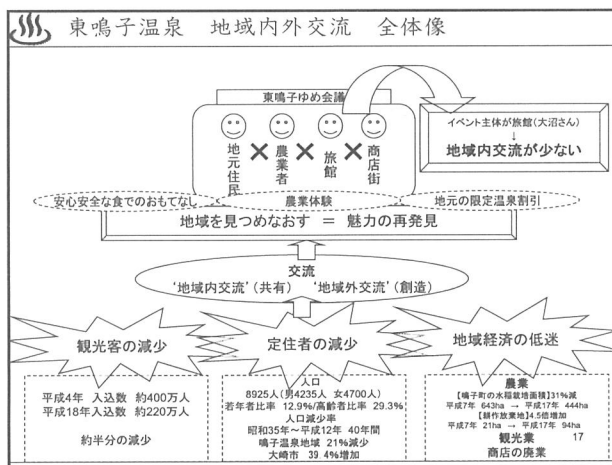 東鳴子温泉　地域内外交流　全体像
東鳴子ゆめ会議
地元住民×農業者×旅館×商店街
イベント主体が旅館(大沼さん)
↓
地域内交流が少ない
安心安全な食でのおもてなし
農業体験
地元の限定温泉割引
地域を見つめなおす ＝ 魅力の再発見
交流
‘地域内交流’(共有)　‘地域外交流’(創造)
観光客の減少
平成4年 入込数 約400万人
平成18年入込数 約220万人
約半分の減少
定住者の減少
人口
8925人(男4235人 女4700人)
若年者比率 12.9%/高齢者比率 29.3%
人口減少率
昭和35年～平成12年 40年間
鳴子温泉地域 21%減少
大崎市 39 4%増加
地域経済の低迷
農業
【鳴子町の水稲栽培面積】31%減
平成7年 643ha → 平成17年 444ha
【耕作放棄地】4.5倍増加
平成7年 21ha → 平成17年 94ha
観光業
商店の廃業
17